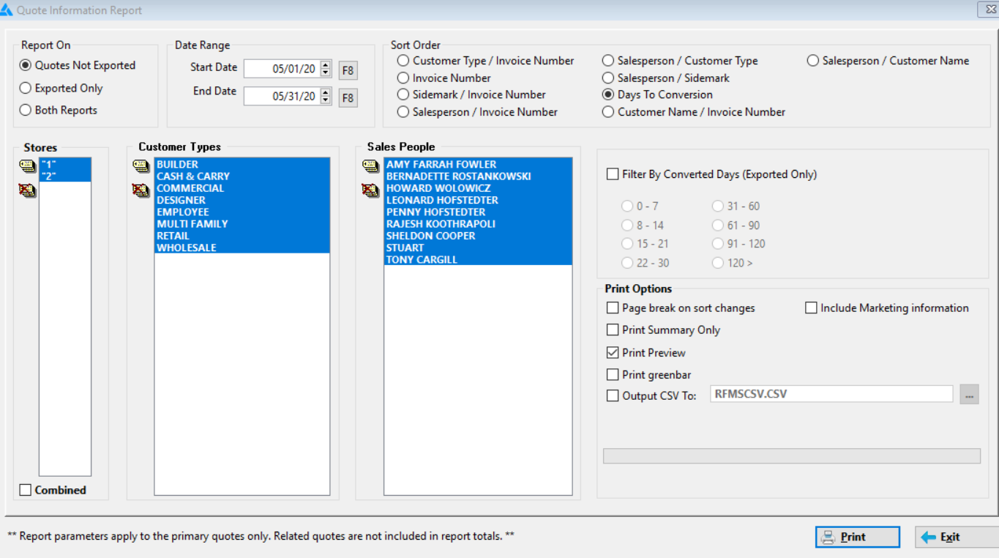 Quote Information Report
Report On
Quotes Not Exported
Exported Only
Both Reports
Date Range
Start Date 05/01/20 F8
End Date 05/31/20 F8
Sort Order
Customer Type / Invoice Number
Invoice Number
Sidemark / Invoice Number
Salesperson / Invoice Number
Salesperson / Customer Type
Salesperson / Sidemark
Days To Conversion
Customer Name / Invoice Number
Salesperson / Customer Name
Stores
"1"
"2"
Combined
Customer Types
BUILDER
CASH & CARRY
COMMERCIAL
DESIGNER
EMPLOYEE
MULTI FAMILY
RETAIL
WHOLESALE
Sales People
AMY FARRAH FOWLER
BERNADETTE ROSTANKOWSKI
HOWARD WOLOWICZ
LEONARD HOFSTEDTER
PENNY HOFSTEDTER
RAJESH KOOTHRAPOLI
SHELDON COOPER
STUART
TONY CARGILL
Filter By Converted Days (Exported Only)
0 - 7
8 - 14
15 - 21
22 - 30
31 - 60
61 - 90
91 - 120
120 >
Print Options
Page break on sort changes
Include Marketing information
Print Summary Only
Print Preview
Print greenbar
Output CSV To: RFMSCSV.CSV ...
** Report parameters apply to the primary quotes only. Related quotes are not included in report totals. **
Print
Exit